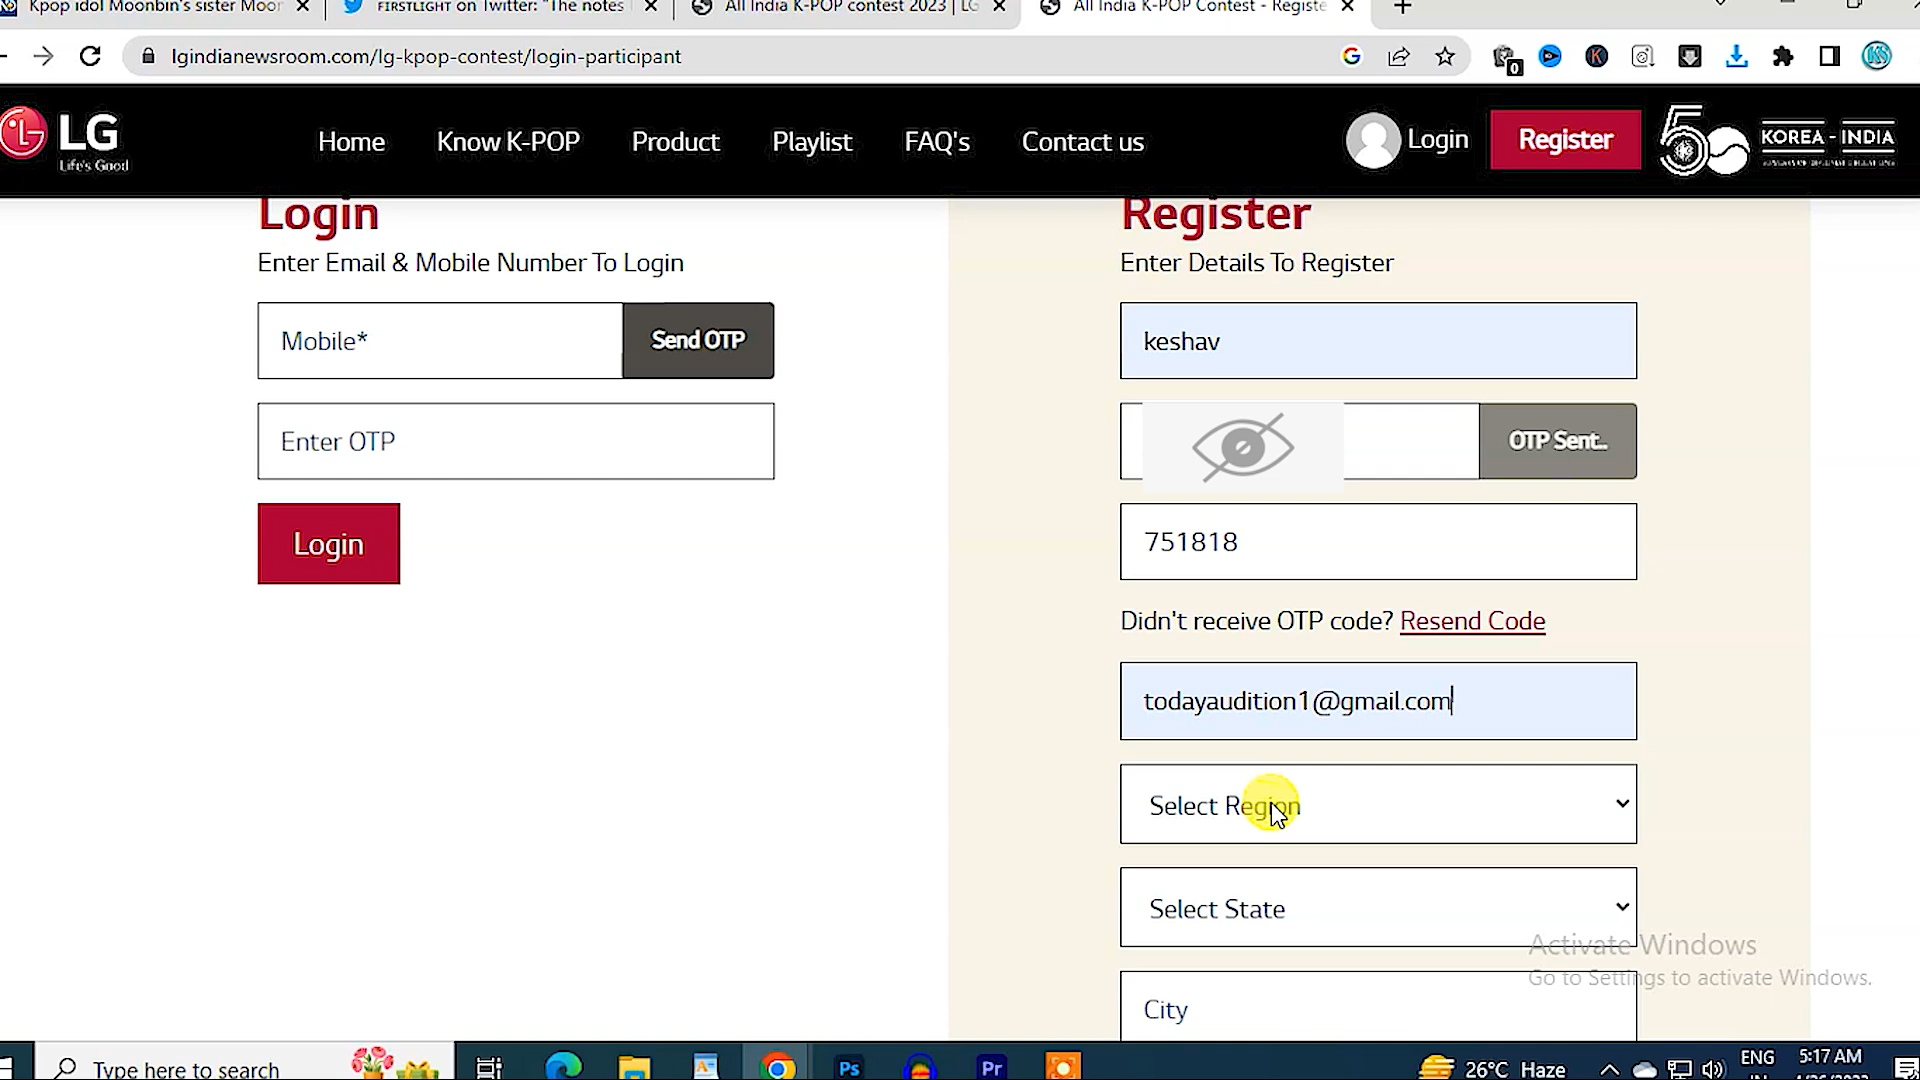 Kpop idol Moonbin's sister Moor
FIRSTLIGHT on Twitter: "The notes
All India K-POP contest 2023 | LG
All India K-POP Contest - Registe
lgindianewsroom.com/lg-kpop-contest/login-participant
0
LG
Life's Good
Home
Know K-POP
Product
Playlist
FAQ's
Contact us
Login
Register
KOREA - INDIA
Login
Enter Email & Mobile Number To Login
Mobile*
Send OTP
Enter OTP
Login
Register
Enter Details To Register
keshav
OTP Sent..
751818
Didn't receive OTP code? Resend Code
todayaudition1@gmail.com
Select Region
Select State
City
Activate Windows
Go to Settings to activate Windows.
Type here to search
Ps
Pr
26°C Haze
ENG
5:17 AM